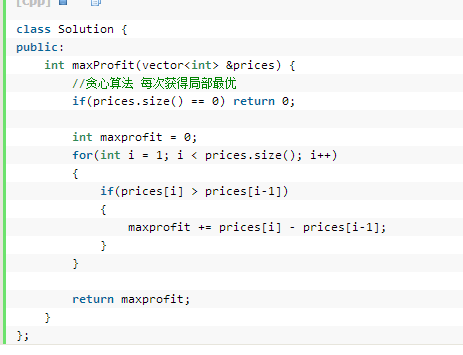 [cpp]
class Solution {
public:
    int maxProfit(vector<int> &prices) {
        //贪心算法 每次获得局部最优
        if(prices.size() == 0) return 0;
        int maxprofit = 0;
        for(int i = 1; i < prices.size(); i++)
        {
            if(prices[i] > prices[i-1])
            {
                maxprofit += prices[i] - prices[i-1];
            }
        }
        return maxprofit;
    }
};